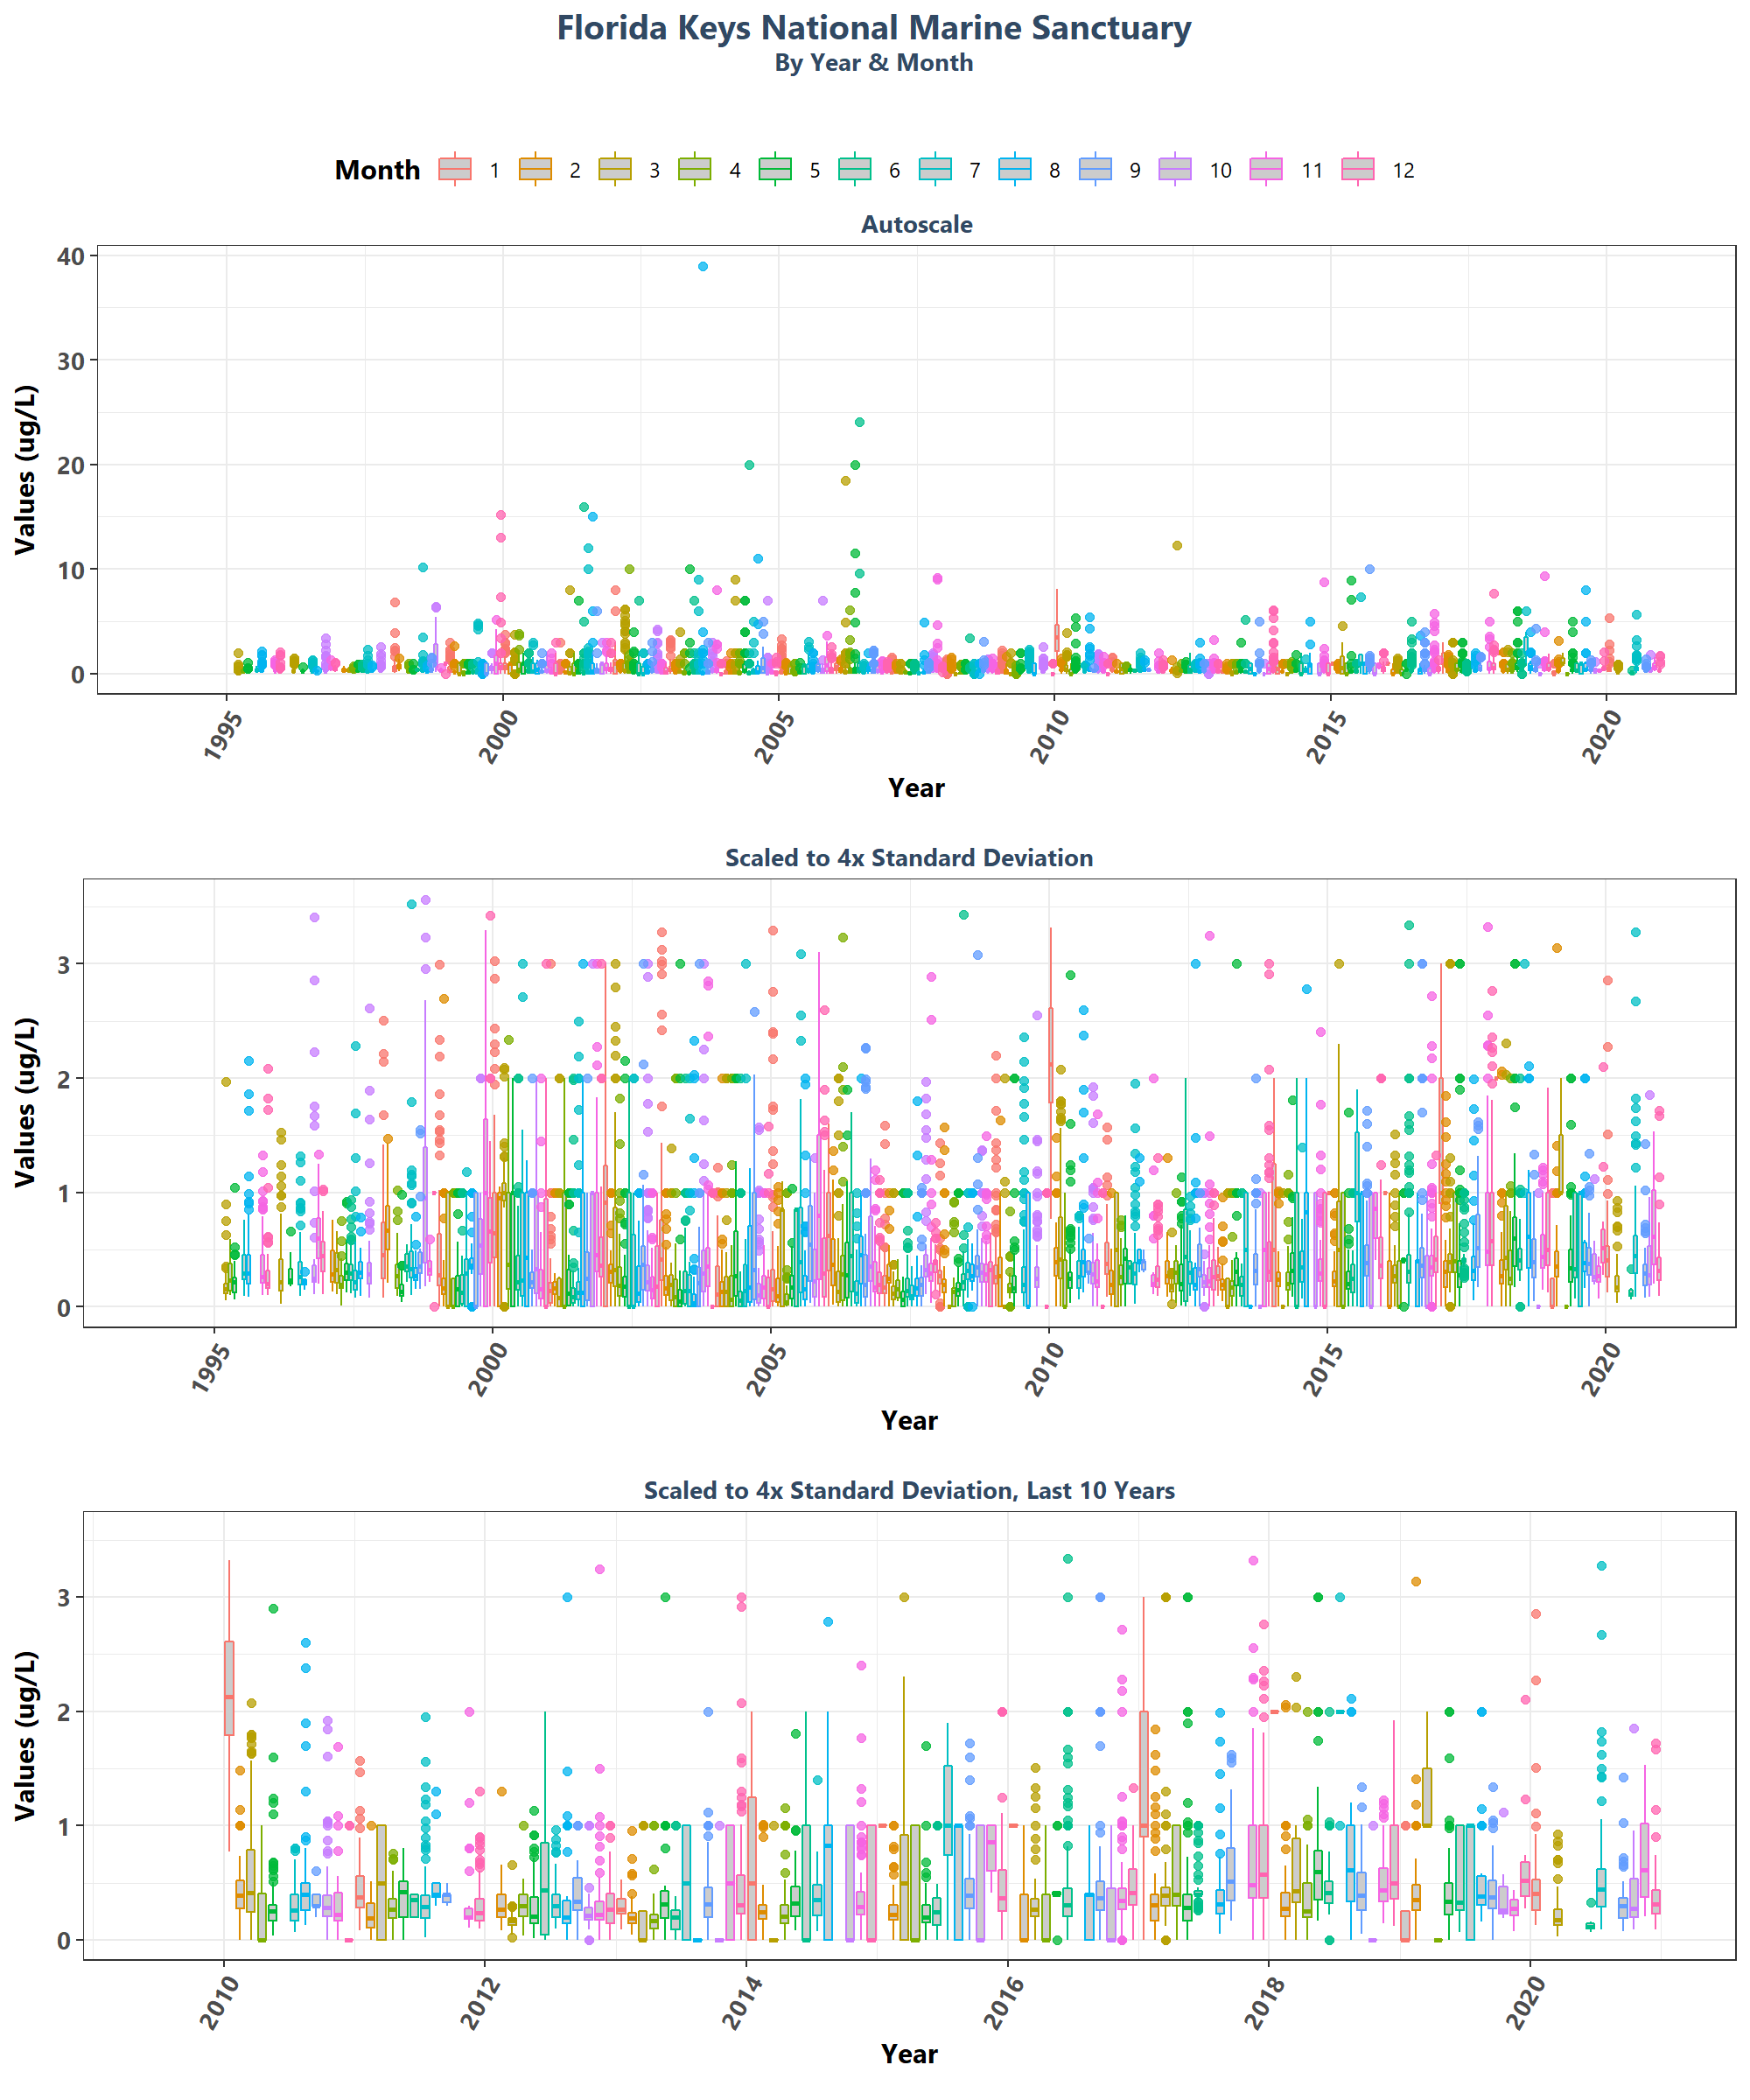 Florida Keys National Marine Sanctuary
By Year & Month
Month 1 2 3 4 5 6 7 8 9 10 11 12
Autoscale
40
30
20
10
0
Values (ug/L)
1995 2000 2005 2010 2015 2020
Year
Scaled to 4x Standard Deviation
3
2
1
0
Values (ug/L)
1995 2000 2005 2010 2015 2020
Year
Scaled to 4x Standard Deviation, Last 10 Years
3
2
1
0
Values (ug/L)
2010 2012 2014 2016 2018 2020
Year